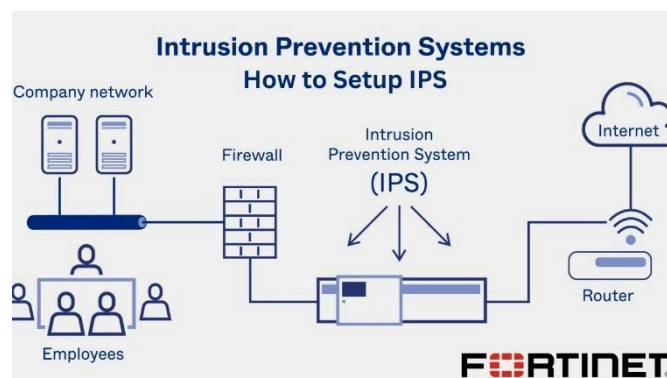 Intrusion Prevention Systems
How to Setup IPS
Company network
Firewall
Intrusion
Prevention System
(IPS)
Internet
Router
Employees
FORTINET